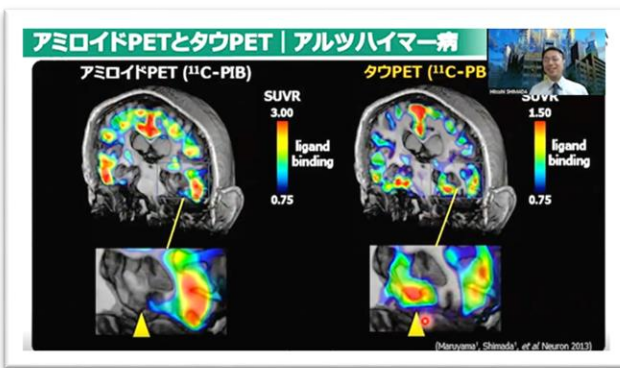 アミロイドPETとタウPET｜アルツハイマー病
アミロイドPET (¹¹C-PIB)
タウPET (¹¹C-PB
SUVR
3.00
ligand
binding
0.75
SUVR
1.50
ligand
binding
0.75
(Maruyama¹, Shimada¹, et al Neuron 2013)